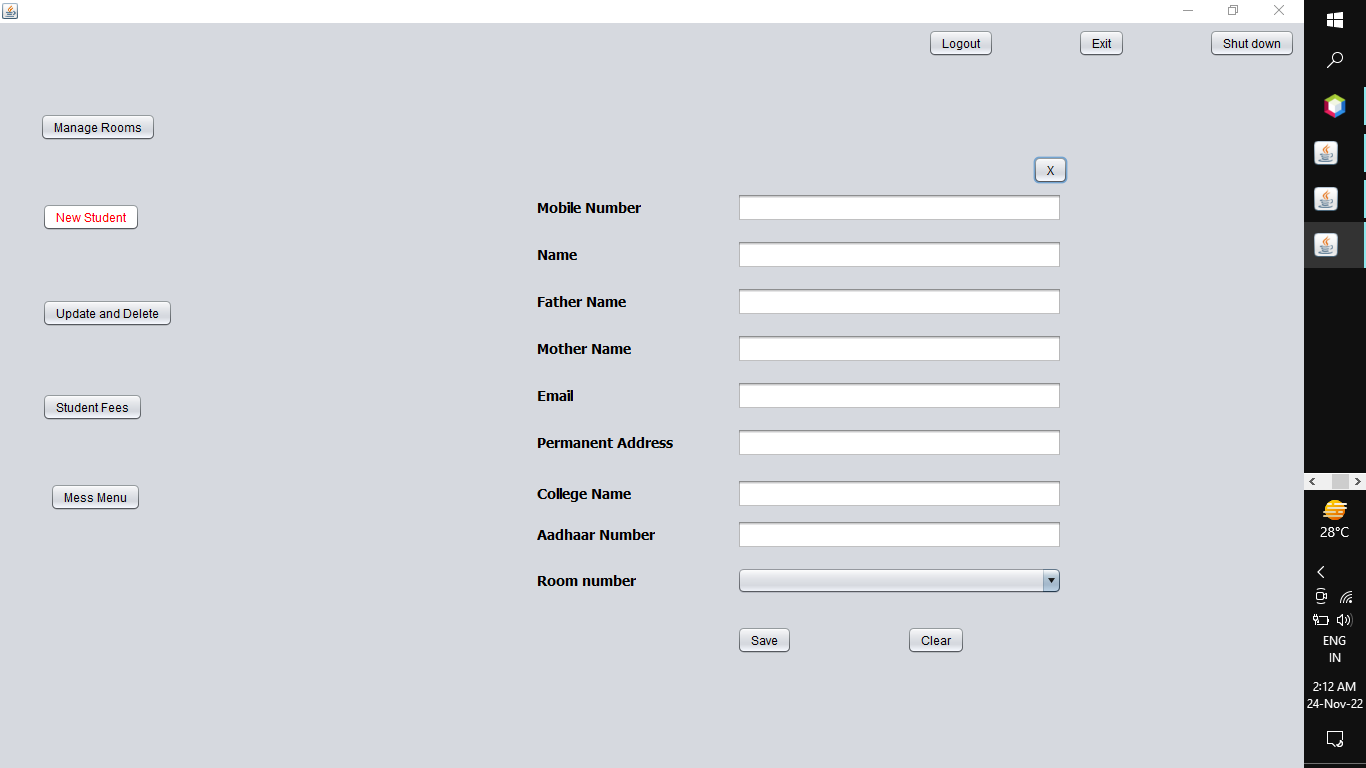 Logout Exit Shut down
Manage Rooms
X
Mobile Number
New Student
Name
Father Name
Update and Delete
Mother Name
Email
Student Fees
Permanent Address
College Name
Mess Menu
Aadhaar Number
Room number
Save Clear
28°C
ENG
IN
2:12 AM
24-Nov-22